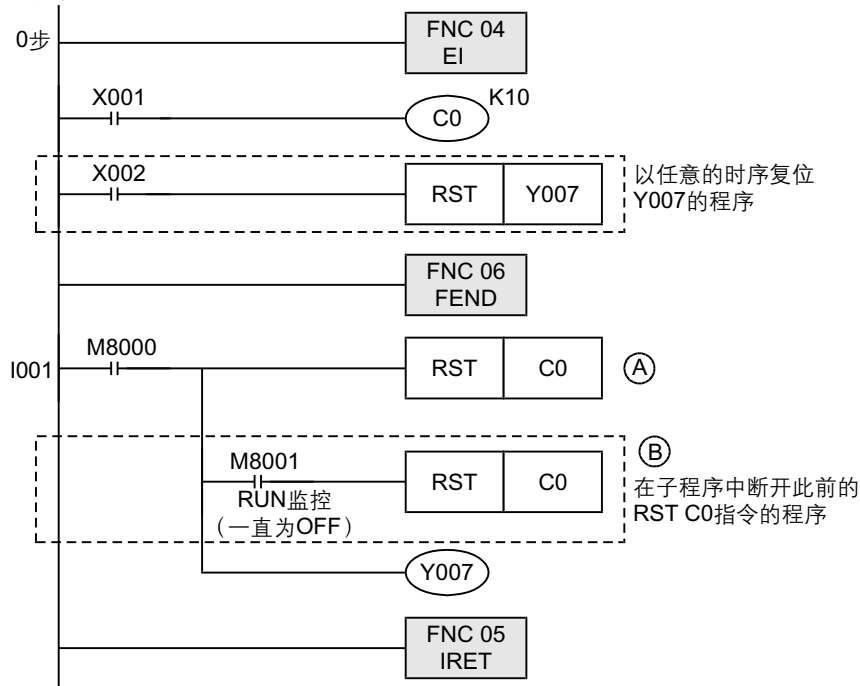 0步
FNC 04
EI
X001
C0
K10
X002
RST
Y007
以任意的时序复位
Y007的程序
FNC 06
FEND
I001
M8000
RST
C0
A
M8001
RUN监控
（一直为OFF）
RST
C0
B
在子程序中断开此前的
RST C0指令的程序
Y007
FNC 05
IRET